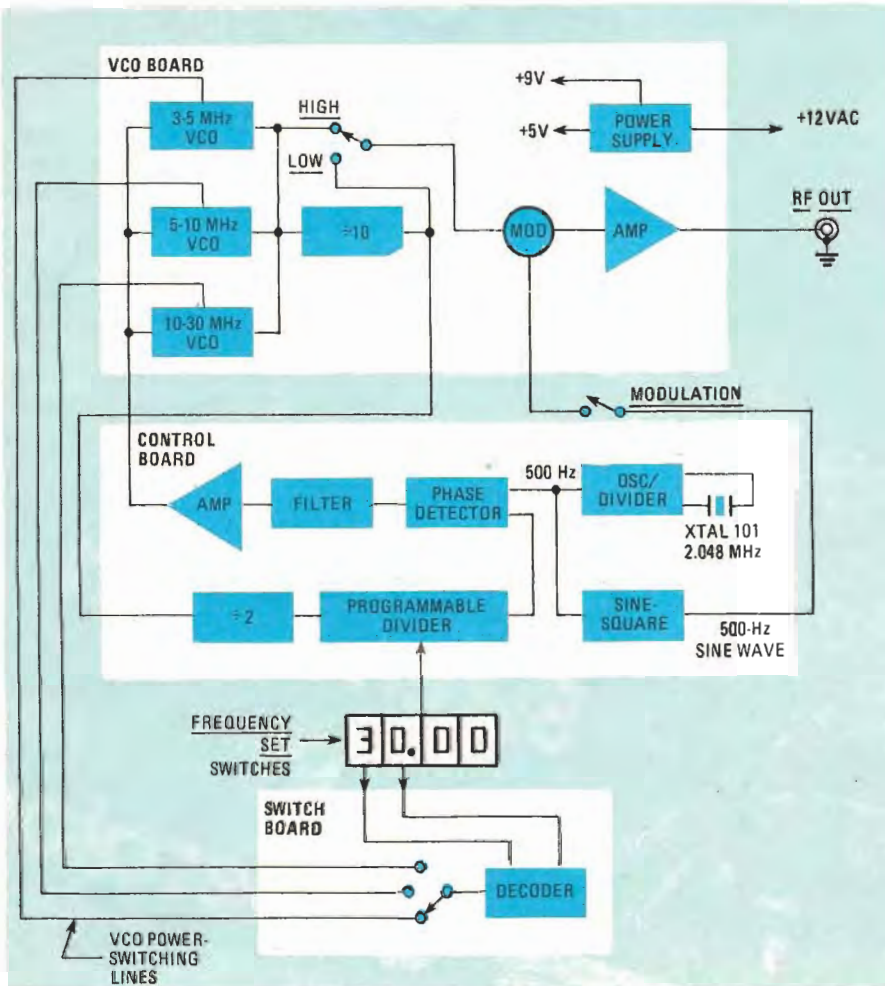 VCO BOARD
3-5 MHz
VCO
HIGH
LOW
+9V
+5V
POWER
SUPPLY
+12VAC
RF OUT
5-10 MHz
VCO
÷10
MOD
AMP
10-30 MHz
VCO
MODULATION
CONTROL
BOARD
AMP
FILTER
PHASE
DETECTOR
500 Hz
OSC/
DIVIDER
XTAL 101
2.048 MHz
÷2
PROGRAMMABLE
DIVIDER
SINE-
SQUARE
500-Hz
SINE WAVE
FREQUENCY
SET
SWITCHES
30.00
SWITCH
BOARD
DECODER
VCO POWER-
SWITCHING
LINES